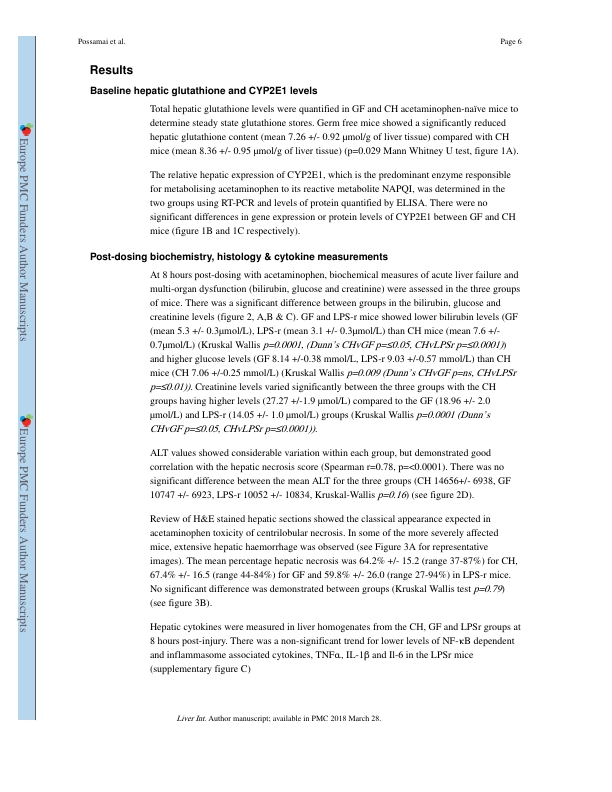 Possamai et al.
Page 6
Results
Baseline hepatic glutathione and CYP2E1 levels
Total hepatic glutathione levels were quantified in GF and CH acetaminophen-naïve mice to
determine steady state glutathione stores. Germ free mice showed a significantly reduced
hepatic glutathione content (mean 7.26 +/- 0.92 μmol/g of liver tissue) compared with CH
mice (mean 8.36 +/- 0.95 μmol/g of liver tissue) (p=0.029 Mann Whitney U test, figure 1A).
The relative hepatic expression of CYP2E1, which is the predominant enzyme responsible
for metabolising acetaminophen to its reactive metabolite NAPQI, was determined in the
two groups using RT-PCR and levels of protein quantified by ELISA. There were no
significant differences in gene expression or protein levels of CYP2E1 between GF and CH
mice (figure 1B and 1C respectively).
Post-dosing biochemistry, histology & cytokine measurements
At 8 hours post-dosing with acetaminophen, biochemical measures of acute liver failure and
multi-organ dysfunction (bilirubin, glucose and creatinine) were assessed in the three groups
of mice. There was a significant difference between groups in the bilirubin, glucose and
creatinine levels (figure 2, A,B & C). GF and LPS-r mice showed lower bilirubin levels (GF
(mean 5.3 +/- 0.3μmol/L), LPS-r (mean 3.1 +/- 0.3μmol/L) than CH mice (mean 7.6 +/-
0.7μmol/L) (Kruskal Wallis p=0.0001, (Dunn's CHvGF p=≤0.05, CHvLPSr p=≤0.0001))
and higher glucose levels (GF 8.14 +/-0.38 mmol/L, LPS-r 9.03 +/-0.57 mmol/L) than CH
mice (CH 7.06 +/-0.25 mmol/L) (Kruskal Wallis p=0.009 (Dunn's CHvGF p=ns, CHvLPSr
p=≤0.01)). Creatinine levels varied significantly between the three groups with the CH
groups having higher levels (27.27 +/-1.9 μmol/L) compared to the GF (18.96 +/- 2.0
μmol/L) and LPS-r (14.05 +/- 1.0 μmol/L) groups (Kruskal Wallis p=0.0001 (Dunn's
CHvGF p=≤0.05, CHvLPSr p=≤0.0001)).
ALT values showed considerable variation within each group, but demonstrated good
correlation with the hepatic necrosis score (Spearman r=0.78, p=<0.0001). There was no
significant difference between the mean ALT for the three groups (CH 14656+/- 6938, GF
10747 +/- 6923, LPS-r 10052 +/- 10834, Kruskal-Wallis p=0.16) (see figure 2D).
Review of H&E stained hepatic sections showed the classical appearance expected in
acetaminophen toxicity of centrilobular necrosis. In some of the more severely affected
mice, extensive hepatic haemorrhage was observed (see Figure 3A for representative
images). The mean percentage hepatic necrosis was 64.2% +/- 15.2 (range 37-87%) for CH,
67.4% +/- 16.5 (range 44-84%) for GF and 59.8% +/- 26.0 (range 27-94%) in LPS-r mice.
No significant difference was demonstrated between groups (Kruskal Wallis test p=0.79)
(see figure 3B).
Hepatic cytokines were measured in liver homogenates from the CH, GF and LPSr groups at
8 hours post-injury. There was a non-significant trend for lower levels of NF-κB dependent
and inflammasome associated cytokines, TNFα, IL-1β and Il-6 in the LPSr mice
(supplementary figure C)
Liver Int. Author manuscript; available in PMC 2018 March 28.
Europe PMC Funders Author Manuscripts
Europe PMC Funders Author Manuscripts